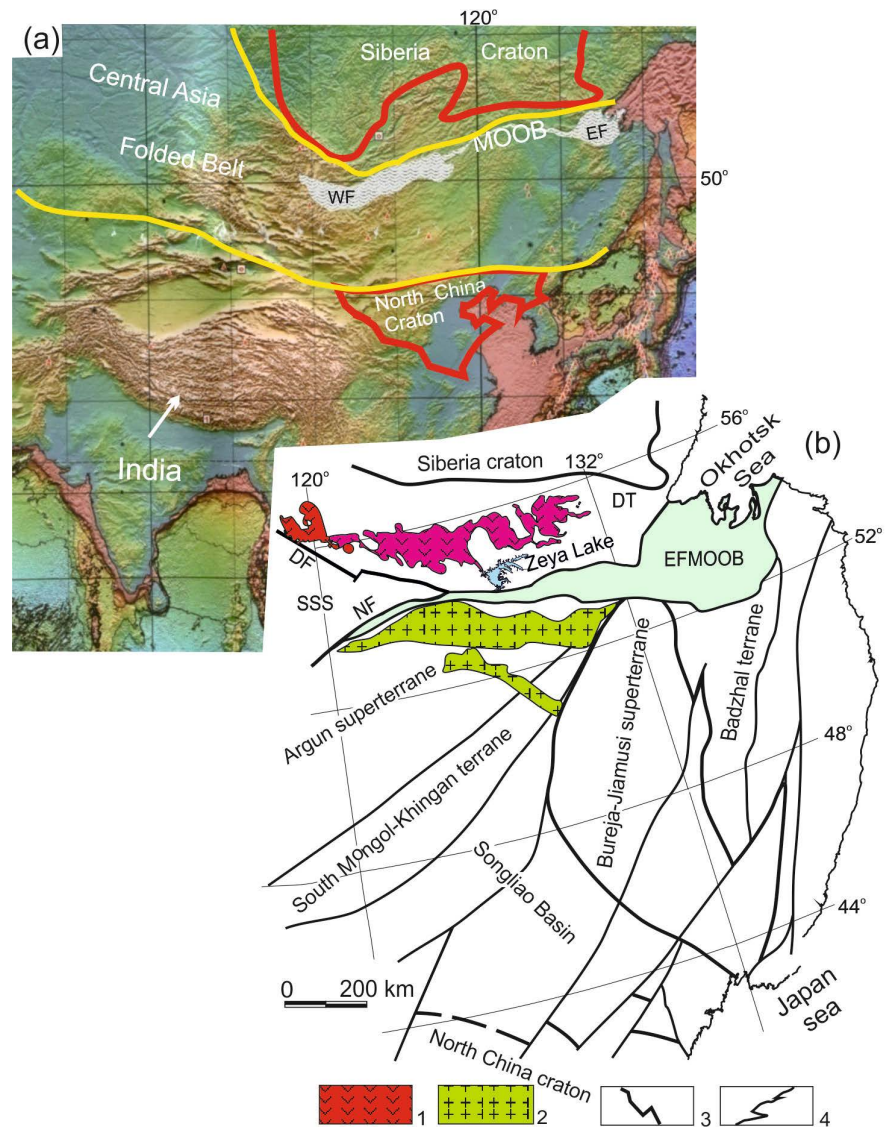 (a)
120°
Siberia Craton
Central Asia
Folded Belt
MOOB
EF
WF
50°
North China
Craton
India
(b)
56°
Okhotsk
Sea
Siberia craton
132°
120°
DT
52°
Zeya Lake
EFMOOB
DF
SSS
NF
Argun superterrane
Badzhal terrane
Bureja-Jiamusi superterrane
48°
South Mongol-Khingan terrane
Songliao Basin
44°
0 200 km
Japan
sea
North China craton
1
2
3
4